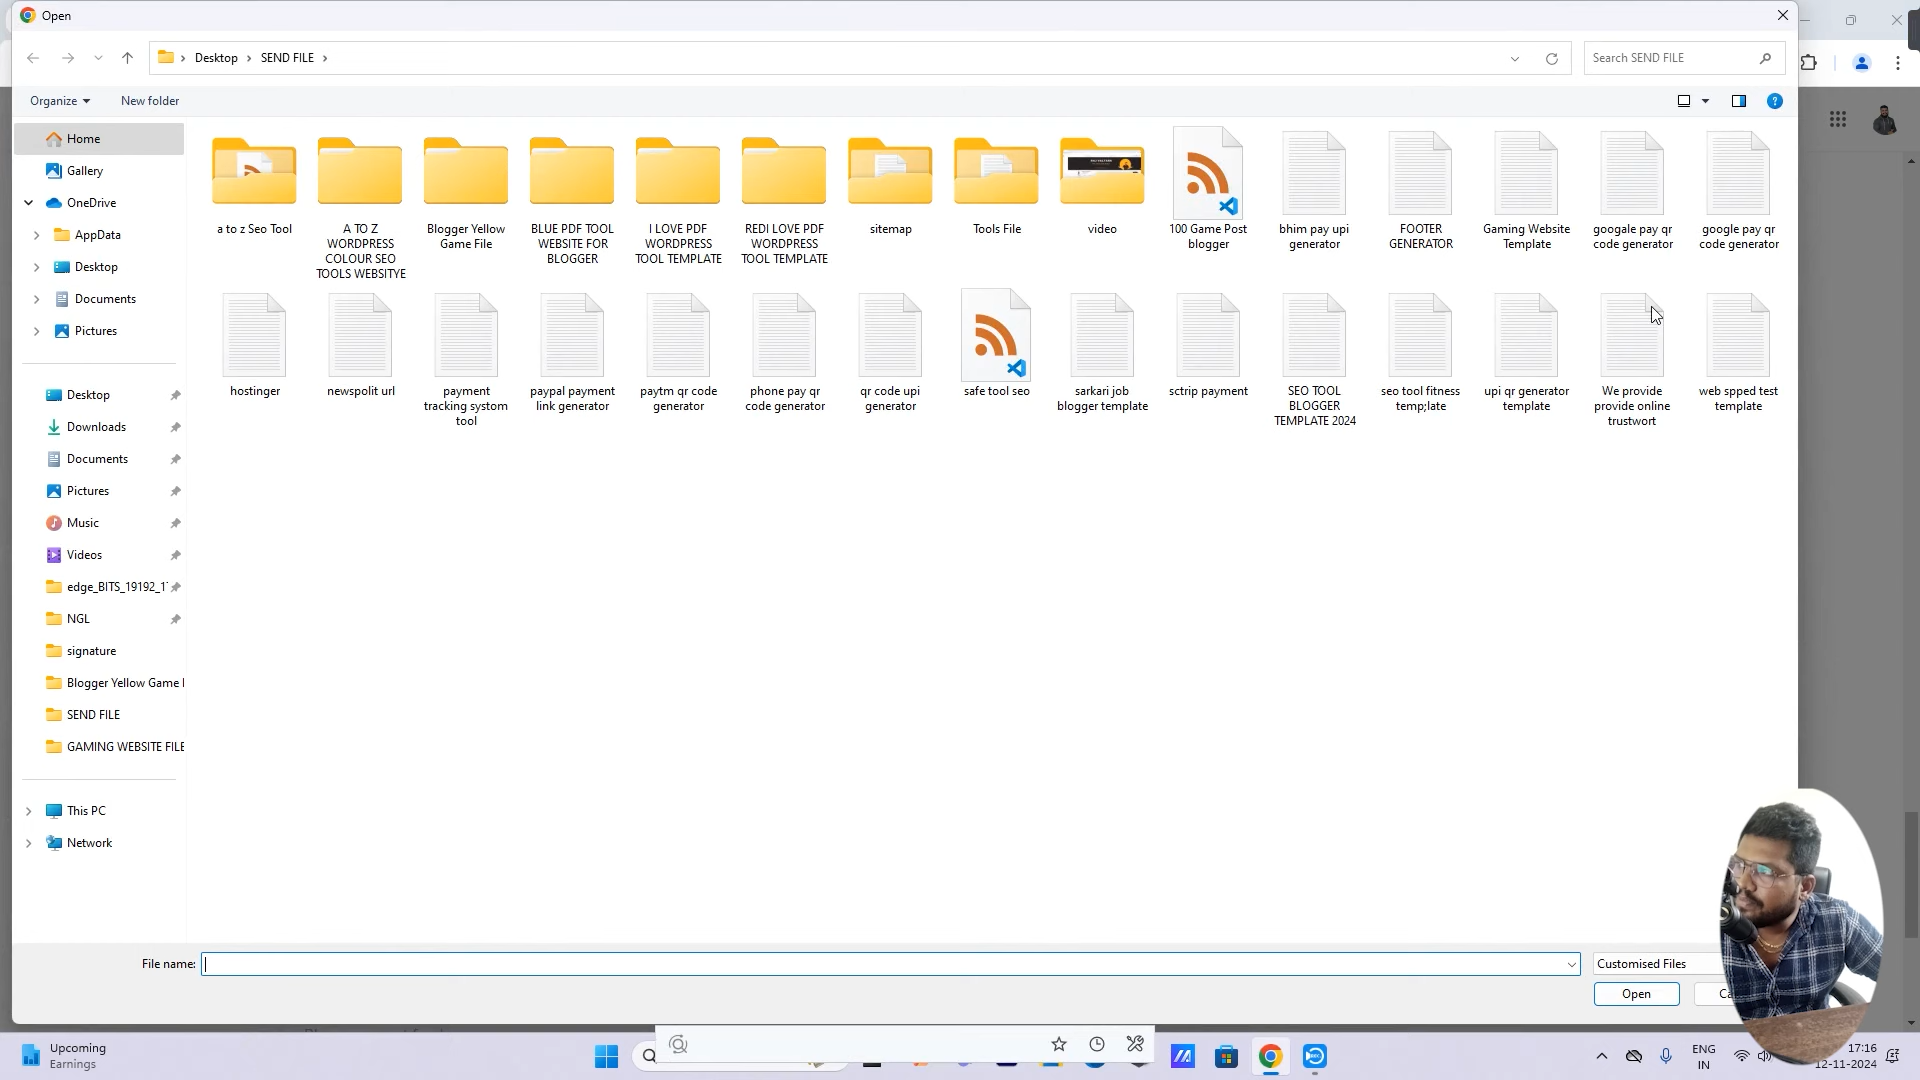 Open
Desktop
SEND FILE
Search SEND FILE
Organize
New folder
Home
Gallery
OneDrive
AppData
Desktop
Documents
Pictures
Desktop
Downloads
Documents
Pictures
Music
Videos
edge_BITS_19192_1
NGL
signature
Blogger Yellow Game
SEND FILE
GAMING WEBSITE FILE
This PC
Network
a to z Seo Tool
A TO Z
WORDPRESS
COLOUR SEO
TOOLS WEBSITYE
Blogger Yellow
Game File
BLUE PDF TOOL
WEBSITE FOR
BLOGGER
I LOVE PDF
WORDPRESS
TOOL TEMPLATE
REDI LOVE PDF
WORDPRESS
TOOL TEMPLATE
sitemap
Tools File
video
100 Game Post
blogger
bhim pay upi
generator
FOOTER
GENERATOR
Gaming Website
Template
googale pay qr
code generator
google pay qr
code generator
hostinger
newspolit url
payment
tracking systom
tool
paypal payment
link generator
paytm qr code
generator
phone pay qr
code generator
qr code upi
generator
safe tool seo
sarkari job
blogger template
sctrip payment
SEO TOOL
BLOGGER
TEMPLATE 2024
seo tool fitness
temp;late
upi qr generator
template
We provide
provide online
trustwort
web spped test
template
File name:
Customised Files
Open
Upcoming
Earnings
ENG
IN
17:16
12-11-2024